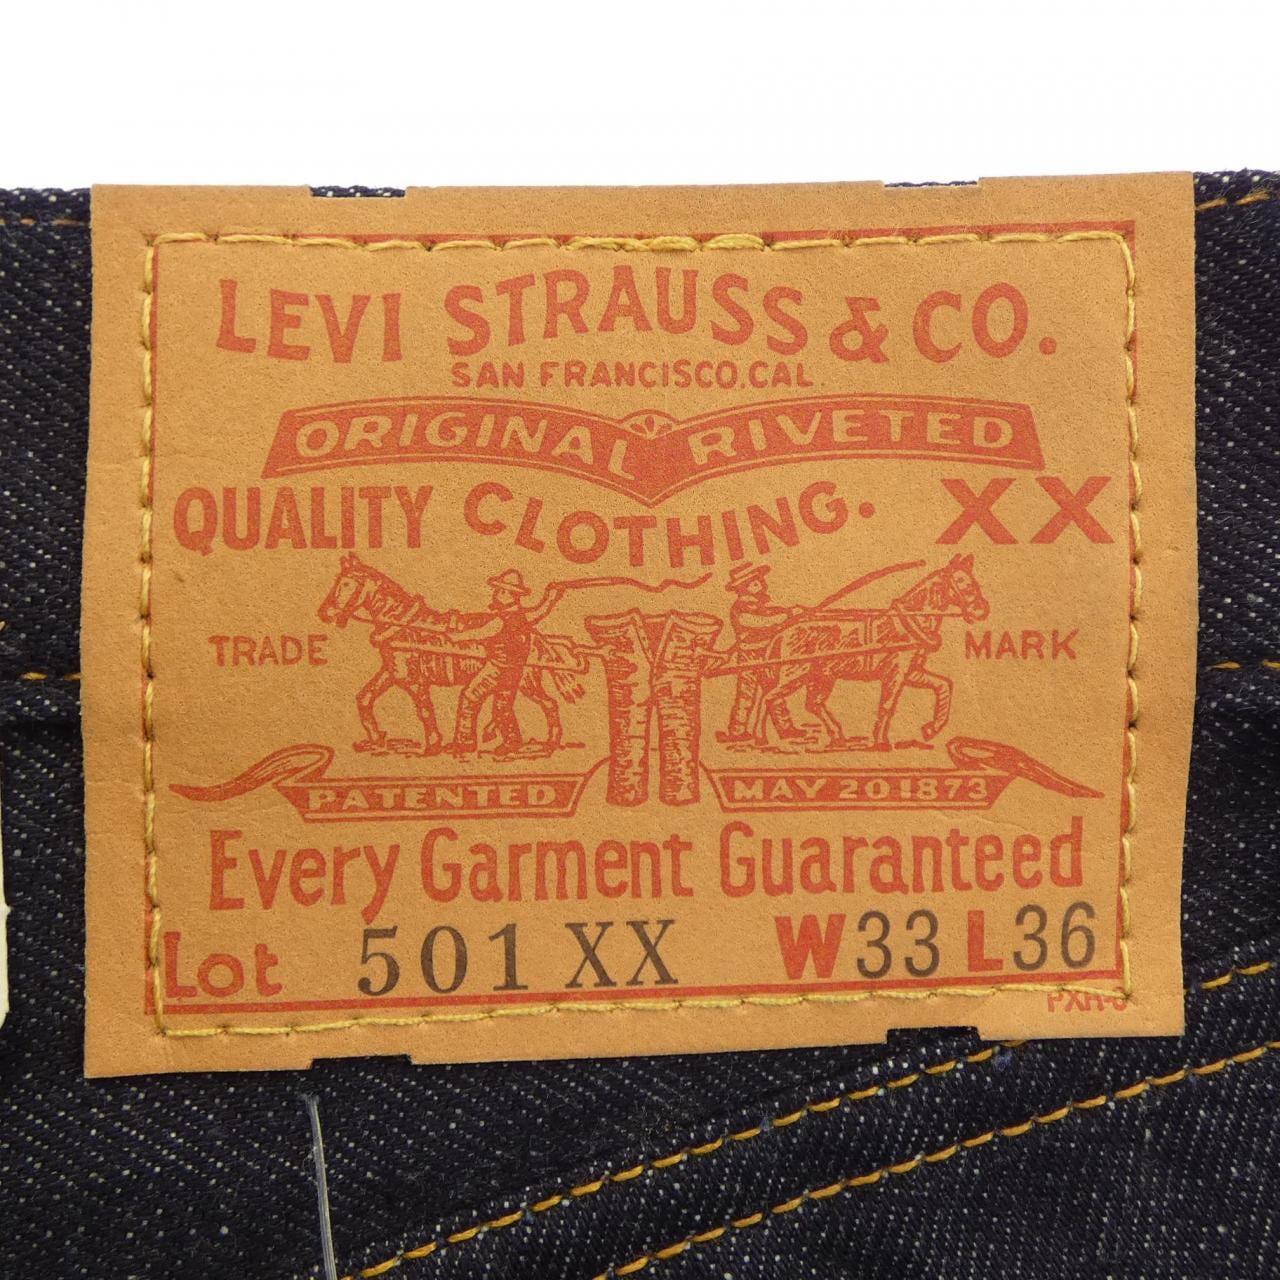 LEVI STRAUSS & CO.
SAN FRANCISCO, CAL.
ORIGINAL RIVETED
QUALITY CLOTHING. XX
TRADE MARK
PATENTED MAY 20 1873
Every Garment Guaranteed
Lot 501 XX W33 L36